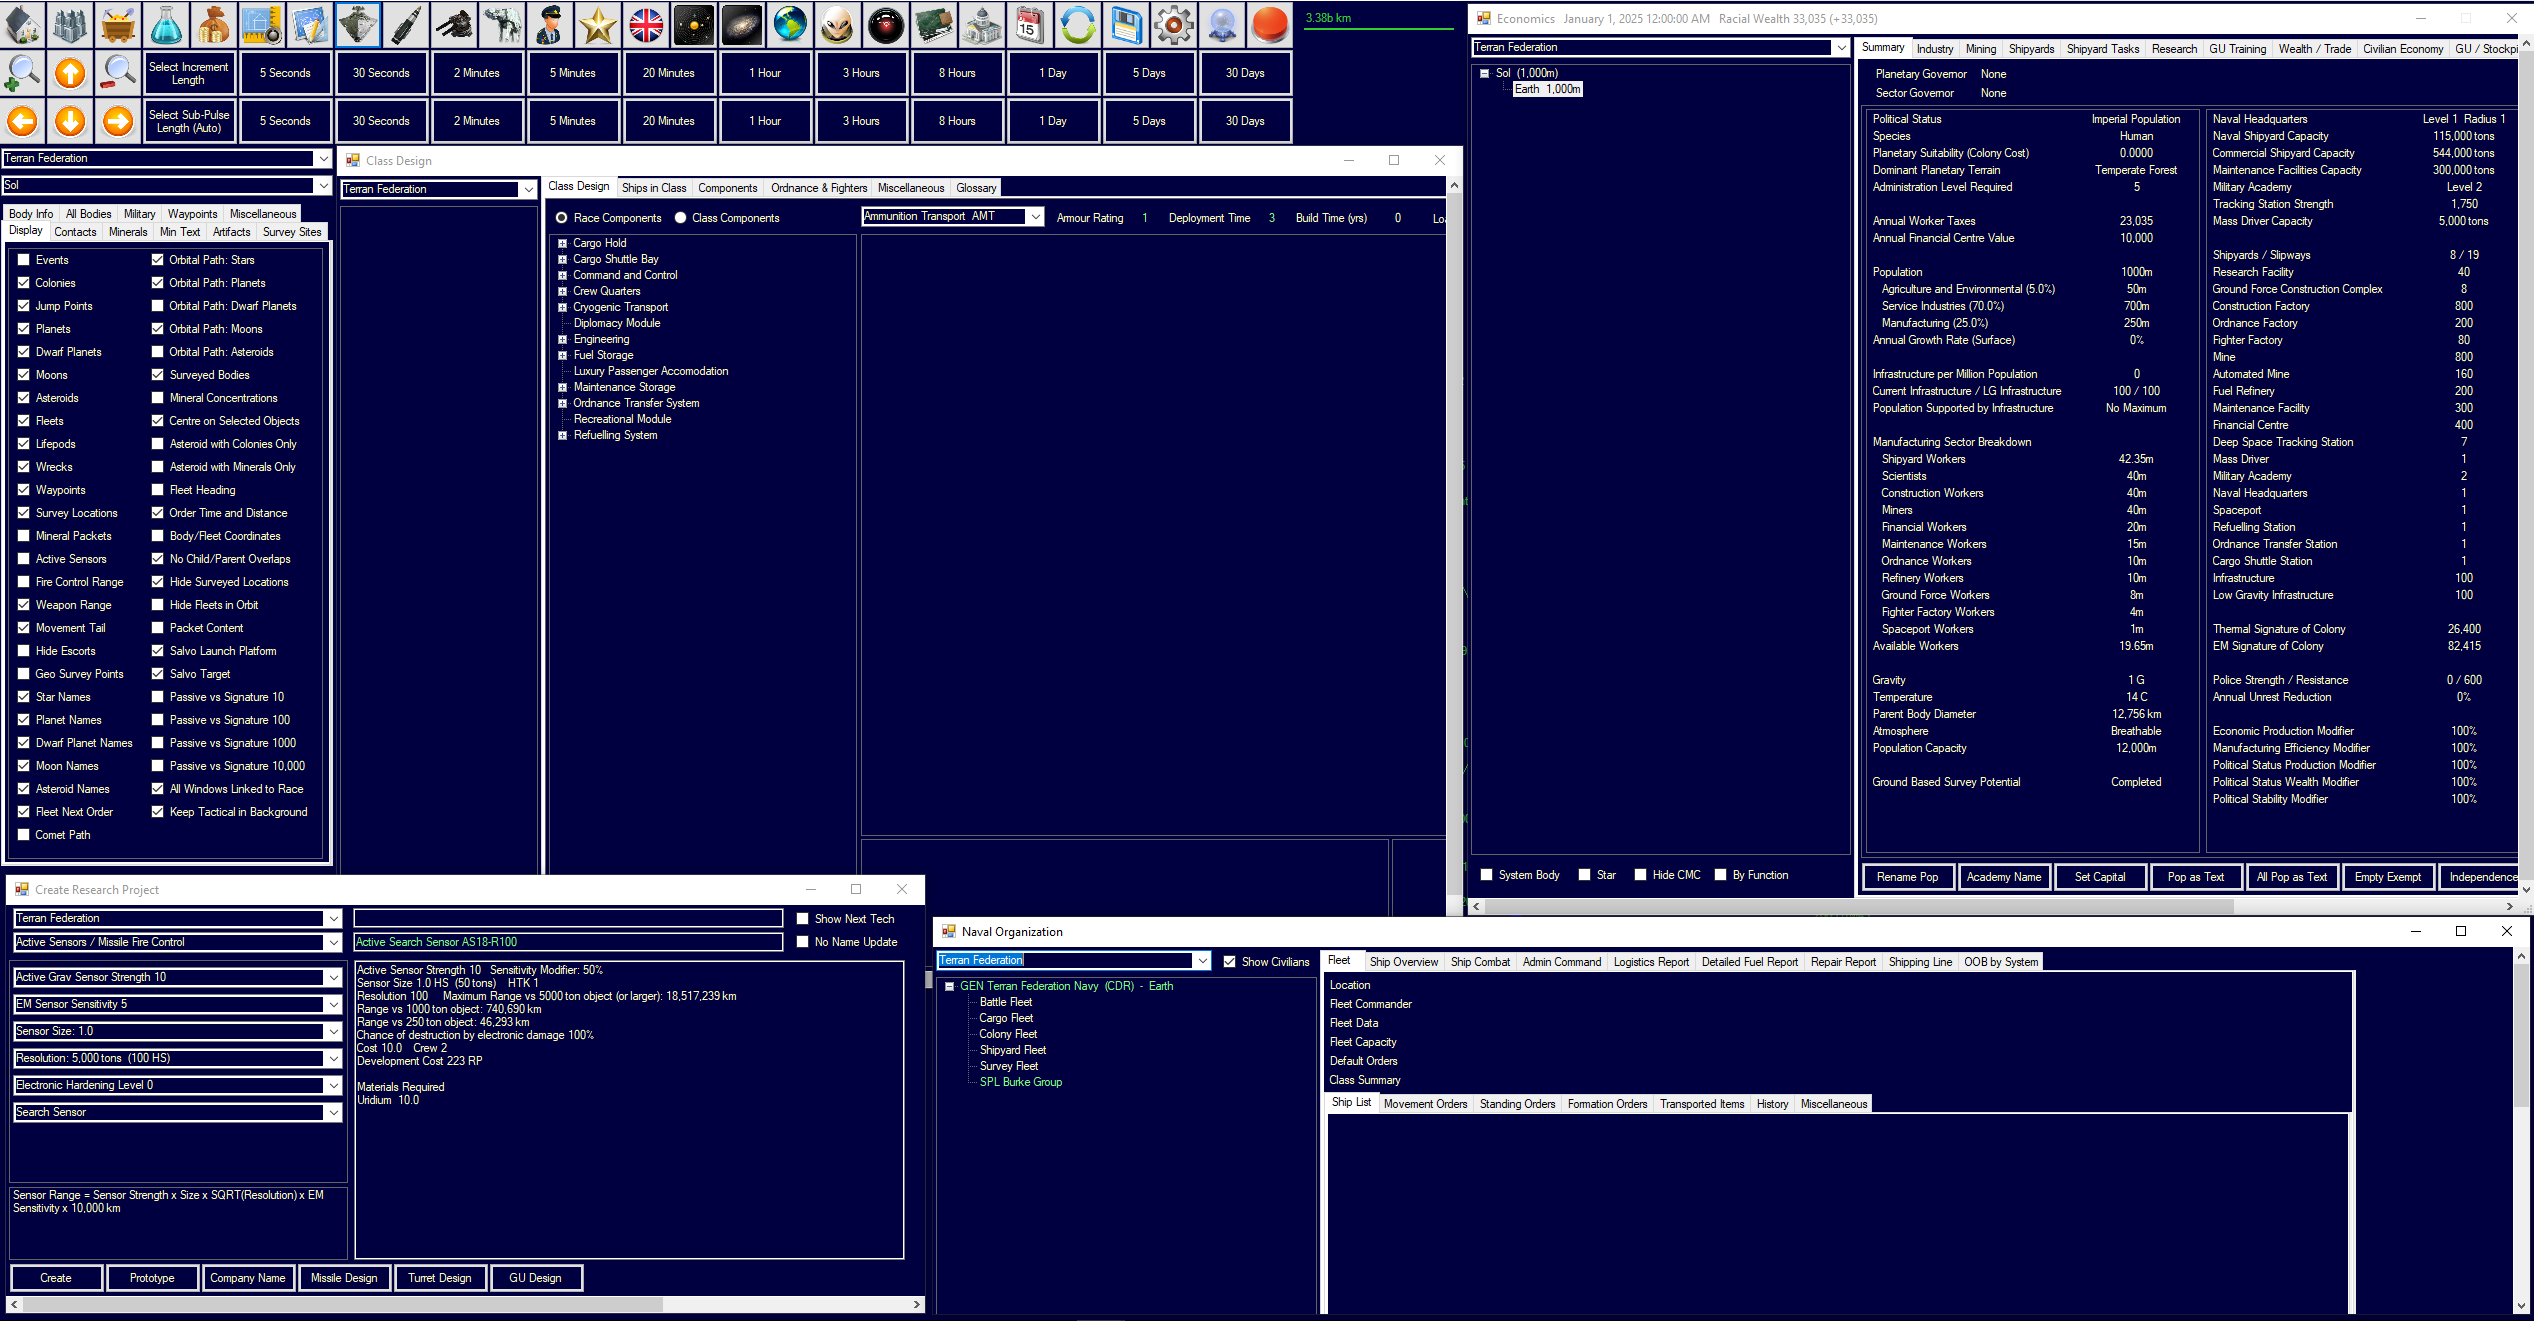 3.38b km
Select Increment Length
5 Seconds
30 Seconds
2 Minutes
5 Minutes
20 Minutes
1 Hour
3 Hours
8 Hours
1 Day
5 Days
30 Days
Select Sub-Pulse Length (Auto)
5 Seconds
30 Seconds
2 Minutes
5 Minutes
20 Minutes
1 Hour
3 Hours
8 Hours
1 Day
5 Days
30 Days
Terran Federation
Sol
Body Info All Bodies Military Waypoints Miscellaneous
Display Contacts Minerals Min Text Artifacts Survey Sites
Events Orbital Path: Stars
Colonies Orbital Path: Planets
Jump Points Orbital Path: Dwarf Planets
Planets Orbital Path: Moons
Dwarf Planets Orbital Path: Asteroids
Moons Surveyed Bodies
Asteroids Mineral Concentrations
Fleets Centre on Selected Objects
Lifepods Asteroid with Colonies Only
Wrecks Asteroid with Minerals Only
Waypoints Fleet Heading
Survey Locations Order Time and Distance
Mineral Packets Body/Fleet Coordinates
Active Sensors No Child/Parent Overlaps
Fire Control Range Hide Surveyed Locations
Weapon Range Hide Fleets in Orbit
Movement Tail Packet Content
Hide Escorts Salvo Launch Platform
Geo Survey Points Salvo Target
Star Names Passive vs Signature 10
Planet Names Passive vs Signature 100
Dwarf Planet Names Passive vs Signature 1000
Moon Names Passive vs Signature 10,000
Asteroid Names All Windows Linked to Race
Fleet Next Order Keep Tactical in Background
Comet Path
Class Design
Terran Federation
Class Design Ships in Class Components Ordnance & Fighters Miscellaneous Glossary
Race Components Class Components Ammunition Transport AMT Armour Rating 1 Deployment Time 3 Build Time (yrs) 0
Cargo Hold
Cargo Shuttle Bay
Command and Control
Crew Quarters
Cryogenic Transport
Diplomacy Module
Engineering
Fuel Storage
Luxury Passenger Accomodation
Maintenance Storage
Ordnance Transfer System
Recreational Module
Refuelling System
Economics January 1, 2025 12:00:00 AM Racial Wealth 33,035 (+33,035)
Terran Federation
Sol (1,000m)
Earth 1,000m
System Body Star Hide CMC By Function
Summary Industry Mining Shipyards Shipyard Tasks Research GU Training Wealth / Trade Civilian Economy GU / Stockpi
Planetary Governor None
Sector Governor None
Political Status Imperial Population
Species Human
Planetary Suitability (Colony Cost) 0.0000
Dominant Planetary Terrain Temperate Forest
Administration Level Required 5
Annual Worker Taxes 23,035
Annual Financial Centre Value 10,000
Population 1000m
Agriculture and Environmental (5.0%) 50m
Service Industries (70.0%) 700m
Manufacturing (25.0%) 250m
Annual Growth Rate (Surface) 0%
Infrastructure per Million Population 0
Current Infrastructure / LG Infrastructure 100 / 100
Population Supported by Infrastructure No Maximum
Manufacturing Sector Breakdown
Shipyard Workers 42.35m
Scientists 40m
Construction Workers 40m
Miners 40m
Financial Workers 20m
Maintenance Workers 15m
Ordnance Workers 10m
Refinery Workers 10m
Ground Force Workers 8m
Fighter Factory Workers 4m
Spaceport Workers 1m
Available Workers 19.65m
Gravity 1 G
Temperature 14 C
Parent Body Diameter 12,756 km
Atmosphere Breathable
Population Capacity 12,000m
Ground Based Survey Potential Completed
Naval Headquarters Level 1 Radius 1
Naval Shipyard Capacity 115,000 tons
Commercial Shipyard Capacity 544,000 tons
Maintenance Facilities Capacity 300,000 tons
Military Academy Level 2
Tracking Station Strength 1,750
Mass Driver Capacity 5,000 tons
Shipyards / Slipways 8 / 19
Research Facility 40
Ground Force Construction Complex 8
Construction Factory 800
Ordnance Factory 200
Fighter Factory 80
Mine 800
Automated Mine 160
Fuel Refinery 200
Maintenance Facility 300
Financial Centre 400
Deep Space Tracking Station 7
Mass Driver 1
Military Academy 2
Naval Headquarters 1
Spaceport 1
Refuelling Station 1
Ordnance Transfer Station 1
Cargo Shuttle Station 1
Infrastructure 100
Low Gravity Infrastructure 100
Thermal Signature of Colony 26,400
EM Signature of Colony 82,415
Police Strength / Resistance 0 / 600
Annual Unrest Reduction 0%
Economic Production Modifier 100%
Manufacturing Efficiency Modifier 100%
Political Status Production Modifier 100%
Political Status Wealth Modifier 100%
Political Stability Modifier 100%
Rename Pop Academy Name Set Capital Pop as Text All Pop as Text Empty Exempt Independence
Create Research Project
Terran Federation Show Next Tech
Active Sensors / Missile Fire Control Active Search Sensor AS18-R100 No Name Update
Active Grav Sensor Strength 10
EM Sensor Sensitivity 5
Sensor Size: 1.0
Resolution: 5,000 tons (100 HS)
Electronic Hardening Level 0
Search Sensor
Sensor Range = Sensor Strength x Size x SQRT(Resolution) x EM
Sensitivity x 10,000 km
Active Sensor Strength 10 Sensitivity Modifier: 50%
Sensor Size 1.0 HS (50 tons) HTK 1
Resolution 100 Maximum Range vs 5000 ton object (or larger): 18,517,239 km
Range vs 1000 ton object: 740,690 km
Range vs 250 ton object: 46,293 km
Chance of destruction by electronic damage 100%
Cost 10.0 Crew 2
Development Cost 223 RP
Materials Required
Uridium 10.0
Create Prototype Company Name Missile Design Turret Design GU Design
Naval Organization
Terran Federation Show Civilians
GEN Terran Federation Navy (CDR) - Earth
Battle Fleet
Cargo Fleet
Colony Fleet
Shipyard Fleet
Survey Fleet
SPL Burke Group
Fleet Ship Overview Ship Combat Admin Command Logistics Report Detailed Fuel Report Repair Report Shipping Line OOB by System
Location
Fleet Commander
Fleet Data
Fleet Capacity
Default Orders
Class Summary
Ship List Movement Orders Standing Orders Formation Orders Transported Items History Miscellaneous